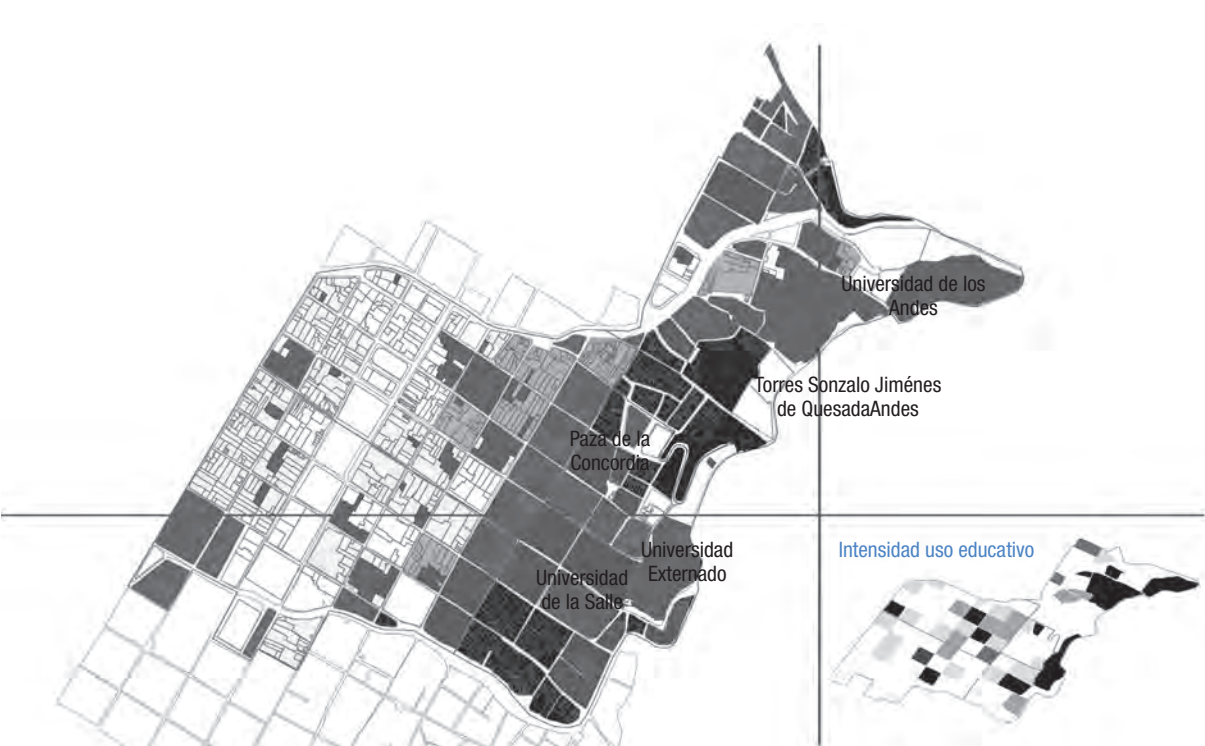 Universidad de los
Andes
Torres Sonzalo Jiménes
de QuesadaAndes
Paza de la
Concordia
Universidad
Externado
Universidad
de la Salle
Intensidad uso educativo